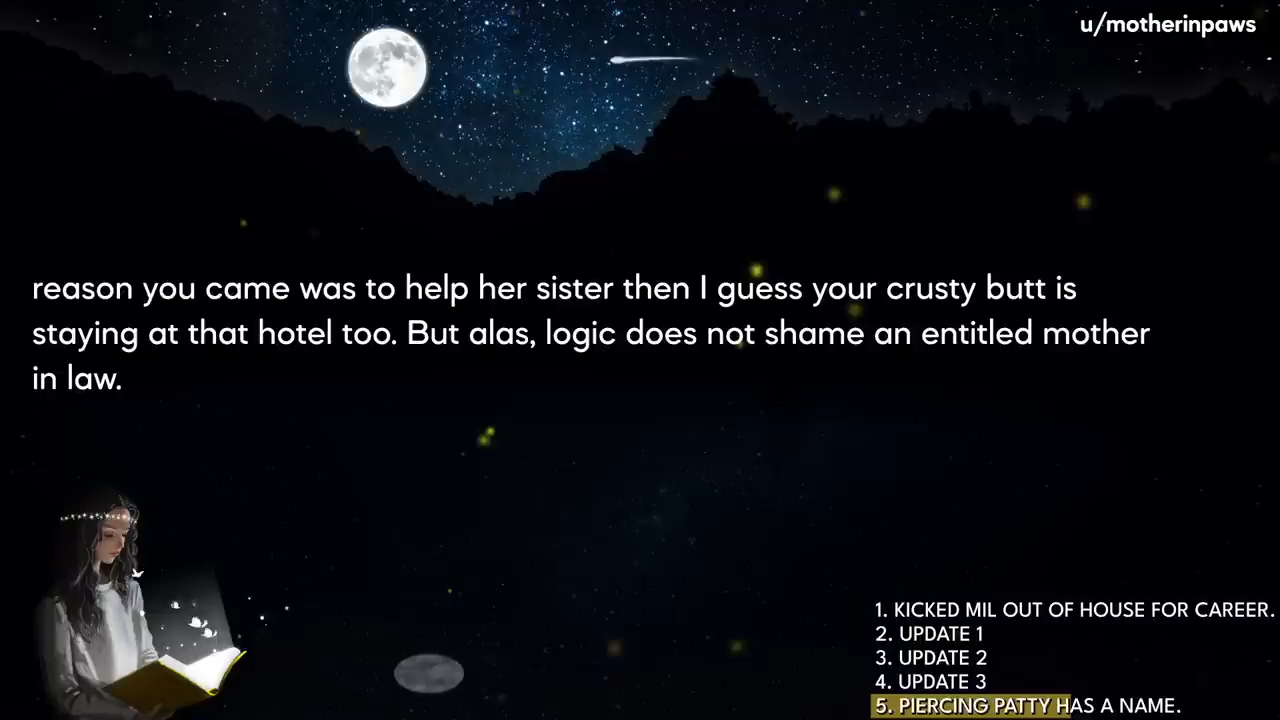 u/motherinpaws
reason you came was to help her sister then I guess your crusty butt is
staying at that hotel too. But alas, logic does not shame an entitled mother
in law.
1. KICKED MIL OUT OF HOUSE FOR CAREER.
2. UPDATE 1
3. UPDATE 2
4. UPDATE 3
5. PIERCING PATTY HAS A NAME.